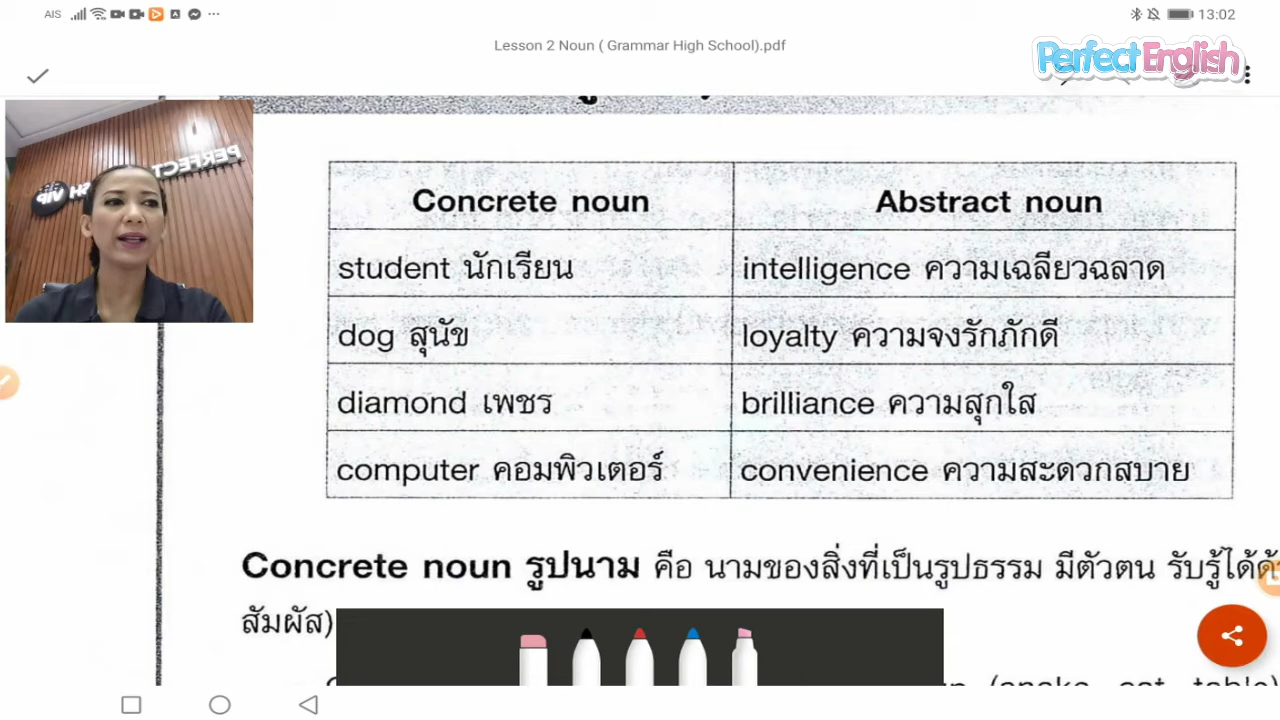 AIS
13:02
Lesson 2 Noun ( Grammar High School).pdf
Perfect English
PERFECT
Concrete noun Abstract noun
student นักเรียน intelligence ความเฉลียวฉลาด
dog สุนัข loyalty ความจงรักภักดี
diamond เพชร brilliance ความสุกใส
computer คอมพิวเตอร์ convenience ความสะดวกสบาย
Concrete noun รูปนาม คือ นามของสิ่งที่เป็นรูปธรรม มีตัวตน รับรู้ได้
สัมผัส)